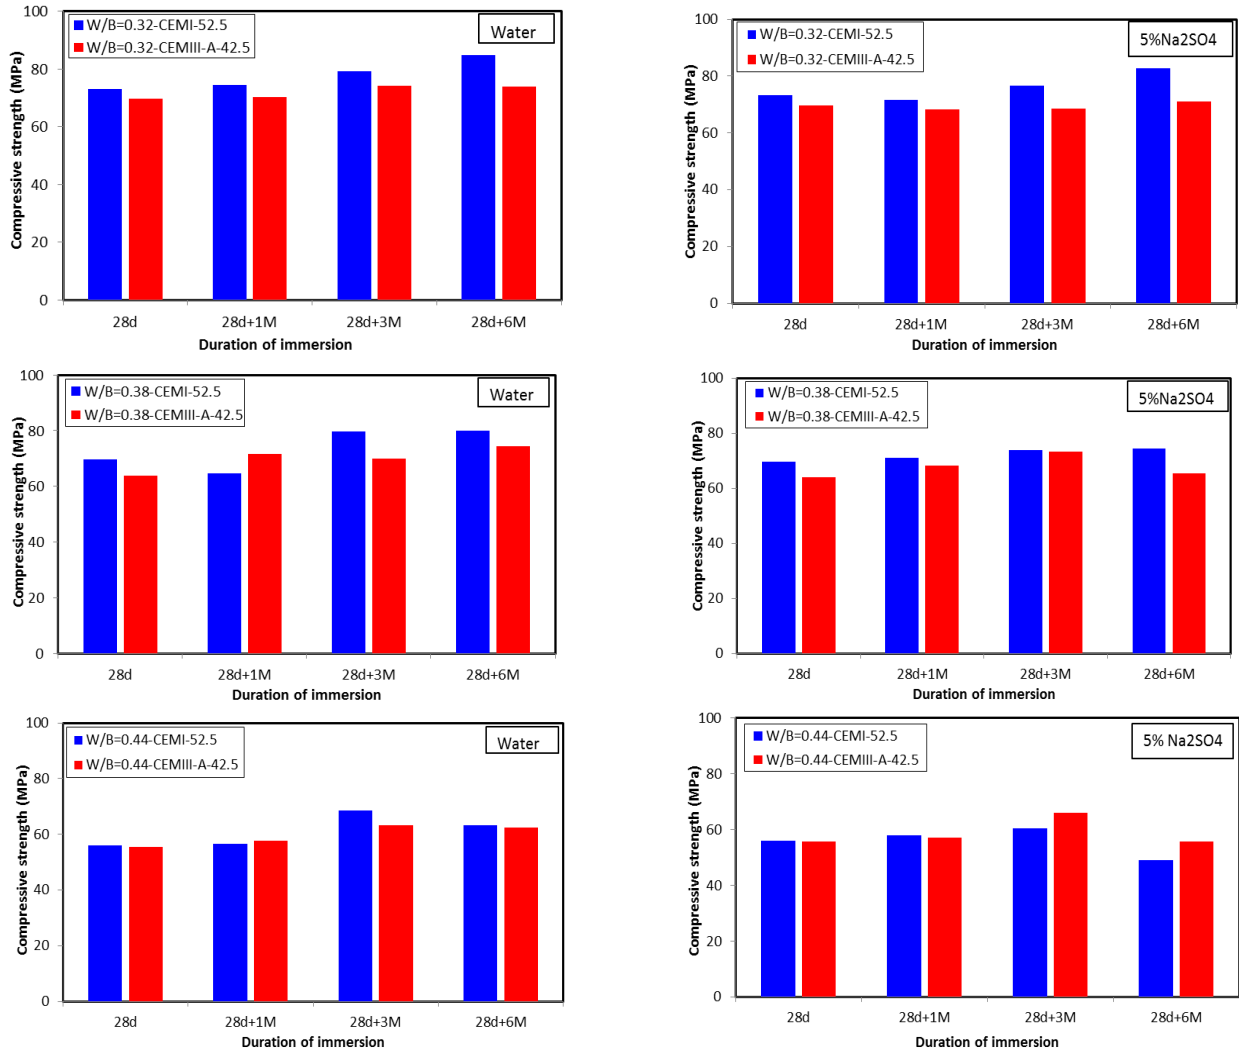 100
80
60
40
20
0
Compressive strength (MPa)
W/B=0.32-CEMI-52.5
W/B=0.32-CEMIII-A-42.5
Water
28d
28d+1M
28d+3M
28d+6M
Duration of immersion
100
80
60
40
20
0
Compressive strength (MPa)
W/B=0.32-CEMI-52.5
W/B=0.32-CEMIII-A-42.5
5%Na2SO4
28d
28d+1M
28d+3M
28d+6M
Duration of immersion
100
80
60
40
20
0
Compressive strength (MPa)
W/B=0.38-CEMI-52.5
W/B=0.38-CEMIII-A-42.5
Water
28d
28d+1M
28d+3M
28d+6M
Duration of immersion
100
80
60
40
20
0
Compressive strength (MPa)
W/B=0.38-CEMI-52.5
W/B=0.38-CEMIII-A-42.5
5%Na2SO4
28d
28d+1M
28d+3M
28d+6M
Duration of immersion
100
80
60
40
20
0
Compressive strength (MPa)
W/B=0.44-CEMI-52.5
W/B=0.44-CEMIII-A-42.5
Water
28d
28d+1M
28d+3M
28d+6M
Duration of immersion
100
80
60
40
20
0
Compressive strength (MPa)
W/B=0.44-CEMI-52.5
W/B=0.44-CEMIII-A-42.5
5% Na2SO4
28d
28d+1M
28d+3M
28d+6M
Duration of immersion